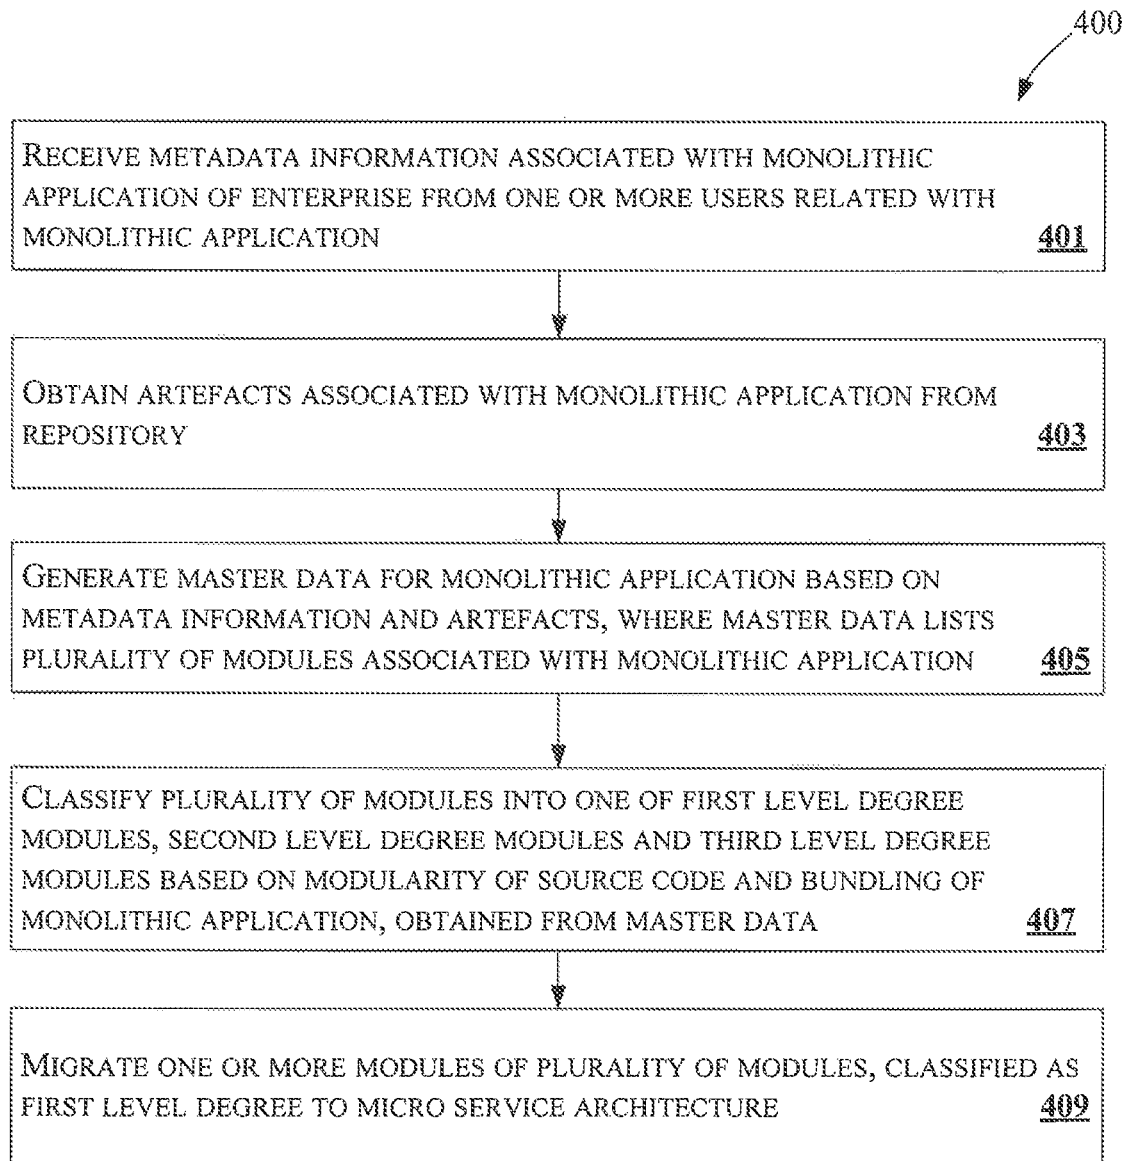 400
RECEIVE METADATA INFORMATION ASSOCIATED WITH MONOLITHIC
APPLICATION OF ENTERPRISE FROM ONE OR MORE USERS RELATED WITH
MONOLITHIC APPLICATION 401
OBTAIN ARTEFACTS ASSOCIATED WITH MONOLITHIC APPLICATION FROM
REPOSITORY 403
GENERATE MASTER DATA FOR MONOLITHIC APPLICATION BASED ON
METADATA INFORMATION AND ARTEFACTS, WHERE MASTER DATA LISTS
PLURALITY OF MODULES ASSOCIATED WITH MONOLITHIC APPLICATION 405
CLASSIFY PLURALITY OF MODULES INTO ONE OF FIRST LEVEL DEGREE
MODULES, SECOND LEVEL DEGREE MODULES AND THIRD LEVEL DEGREE
MODULES BASED ON MODULARITY OF SOURCE CODE AND BUNDLING OF
MONOLITHIC APPLICATION, OBTAINED FROM MASTER DATA 407
MIGRATE ONE OR MORE MODULES OF PLURALITY OF MODULES, CLASSIFIED AS
FIRST LEVEL DEGREE TO MICRO SERVICE ARCHITECTURE 409